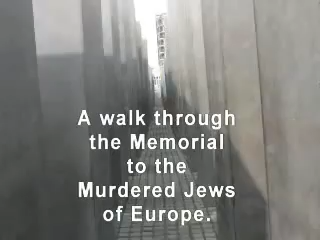 A walk through
the Memorial
to the
Murdered Jews
of Europe.